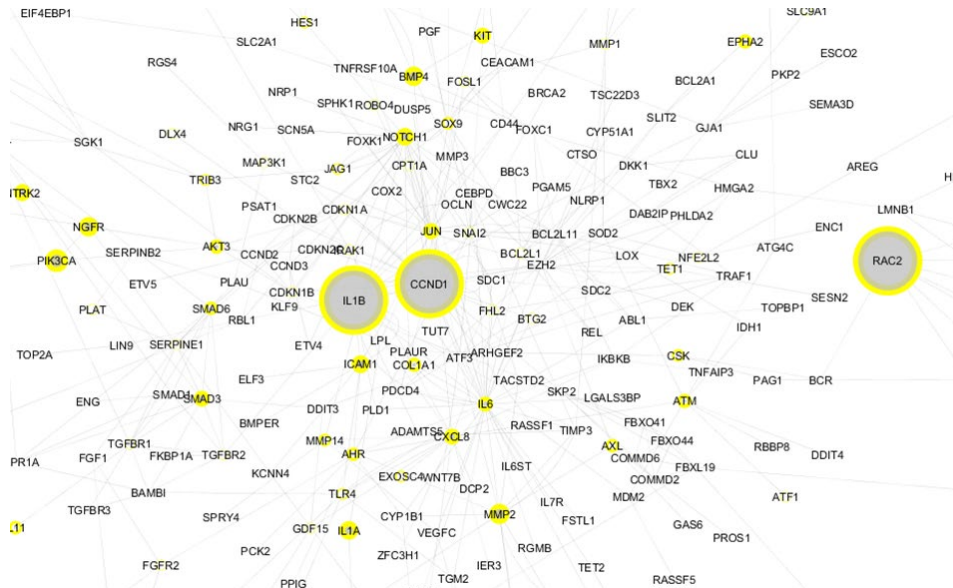 EIF4EBP1
HES1
SLC9A1
SLC2A1
PGF
KIT
MMP1
EPHA2
ESCO2
RGS4
TNFRSF10A
BMP4
CEACAM1
FOSL1
BCL2A1
PKP2
NRP1
SPHK1
ROBO4
DUSP5
BRCA2
TSC22D3
SEMA3D
SGK1
DLX4
NRG1
SCN5A
FOXK1
NOTCH1
SOX9
CD44
FOXC1
CYP51A1
SLIT2
GJA1
MAP3K1
JAG1
CPT1A
MMP3
BBC3
CTSO
DKK1
CLU
AREG
NTRK2
TRIB3
STC2
COX2
CEBPD
OCLN
CWC22
PGAM5
NLRP1
TBX2
HMGA2
H
NGFR
PSAT1
CDKN2B
CDKN1A
JUN
SNAI2
BCL2L11
SOD2
DAB2IP
PHLDA2
ENC1
LMNB1
PIK3CA
SERPINB2
AKT3
CCND2
IRAK1
BCL2L1
EZH2
LOX
NFE2L2
ATG4C
RAC2
ETV5
PLAU
CCND3
CDKN1B
IL1B
CCND1
SDC1
SDC2
TET1
TRAF1
PLAT
SMAD6
RBL1
KLF9
FHL2
BTG2
DEK
TOPBP1
SESN2
TOP2A
LIN9
SERPINE1
ETV4
LPL
TUT7
REL
ABL1
IDH1
ICAM1
PLAUR
COL1A1
ATF3
ARHGEF2
IKBKB
CSK
TNFAIP3
ELF3
PDCD4
TACSTD2
SKP2
PAG1
BCR
ENG
SMAD1
SMAD3
DDIT3
PLD1
IL6
LGALS3BP
ATM
BMPER
ADAMTS5
CXCL8
RASSF1
TIMP3
FBXO41
TGFBR1
FKBP1A
TGFBR2
MMP14
AHR
AXL
FBXO44
RBBP8
DDIT4
PR1A
FGF1
KCNN4
EXOSC4
WNT7B
IL6ST
COMMD6
FBXL19
COMMD2
BAMBI
TLR4
DCP2
IL7R
MDM2
ATF1
TGFBR3
SPRY4
GDF15
IL1A
CYP1B1
VEGFC
MMP2
FSTL1
GAS6
PROS1
L11
FGFR2
PCK2
ZFC3H1
RGMB
PPIG
TGM2
IER3
TET2
RASSF5